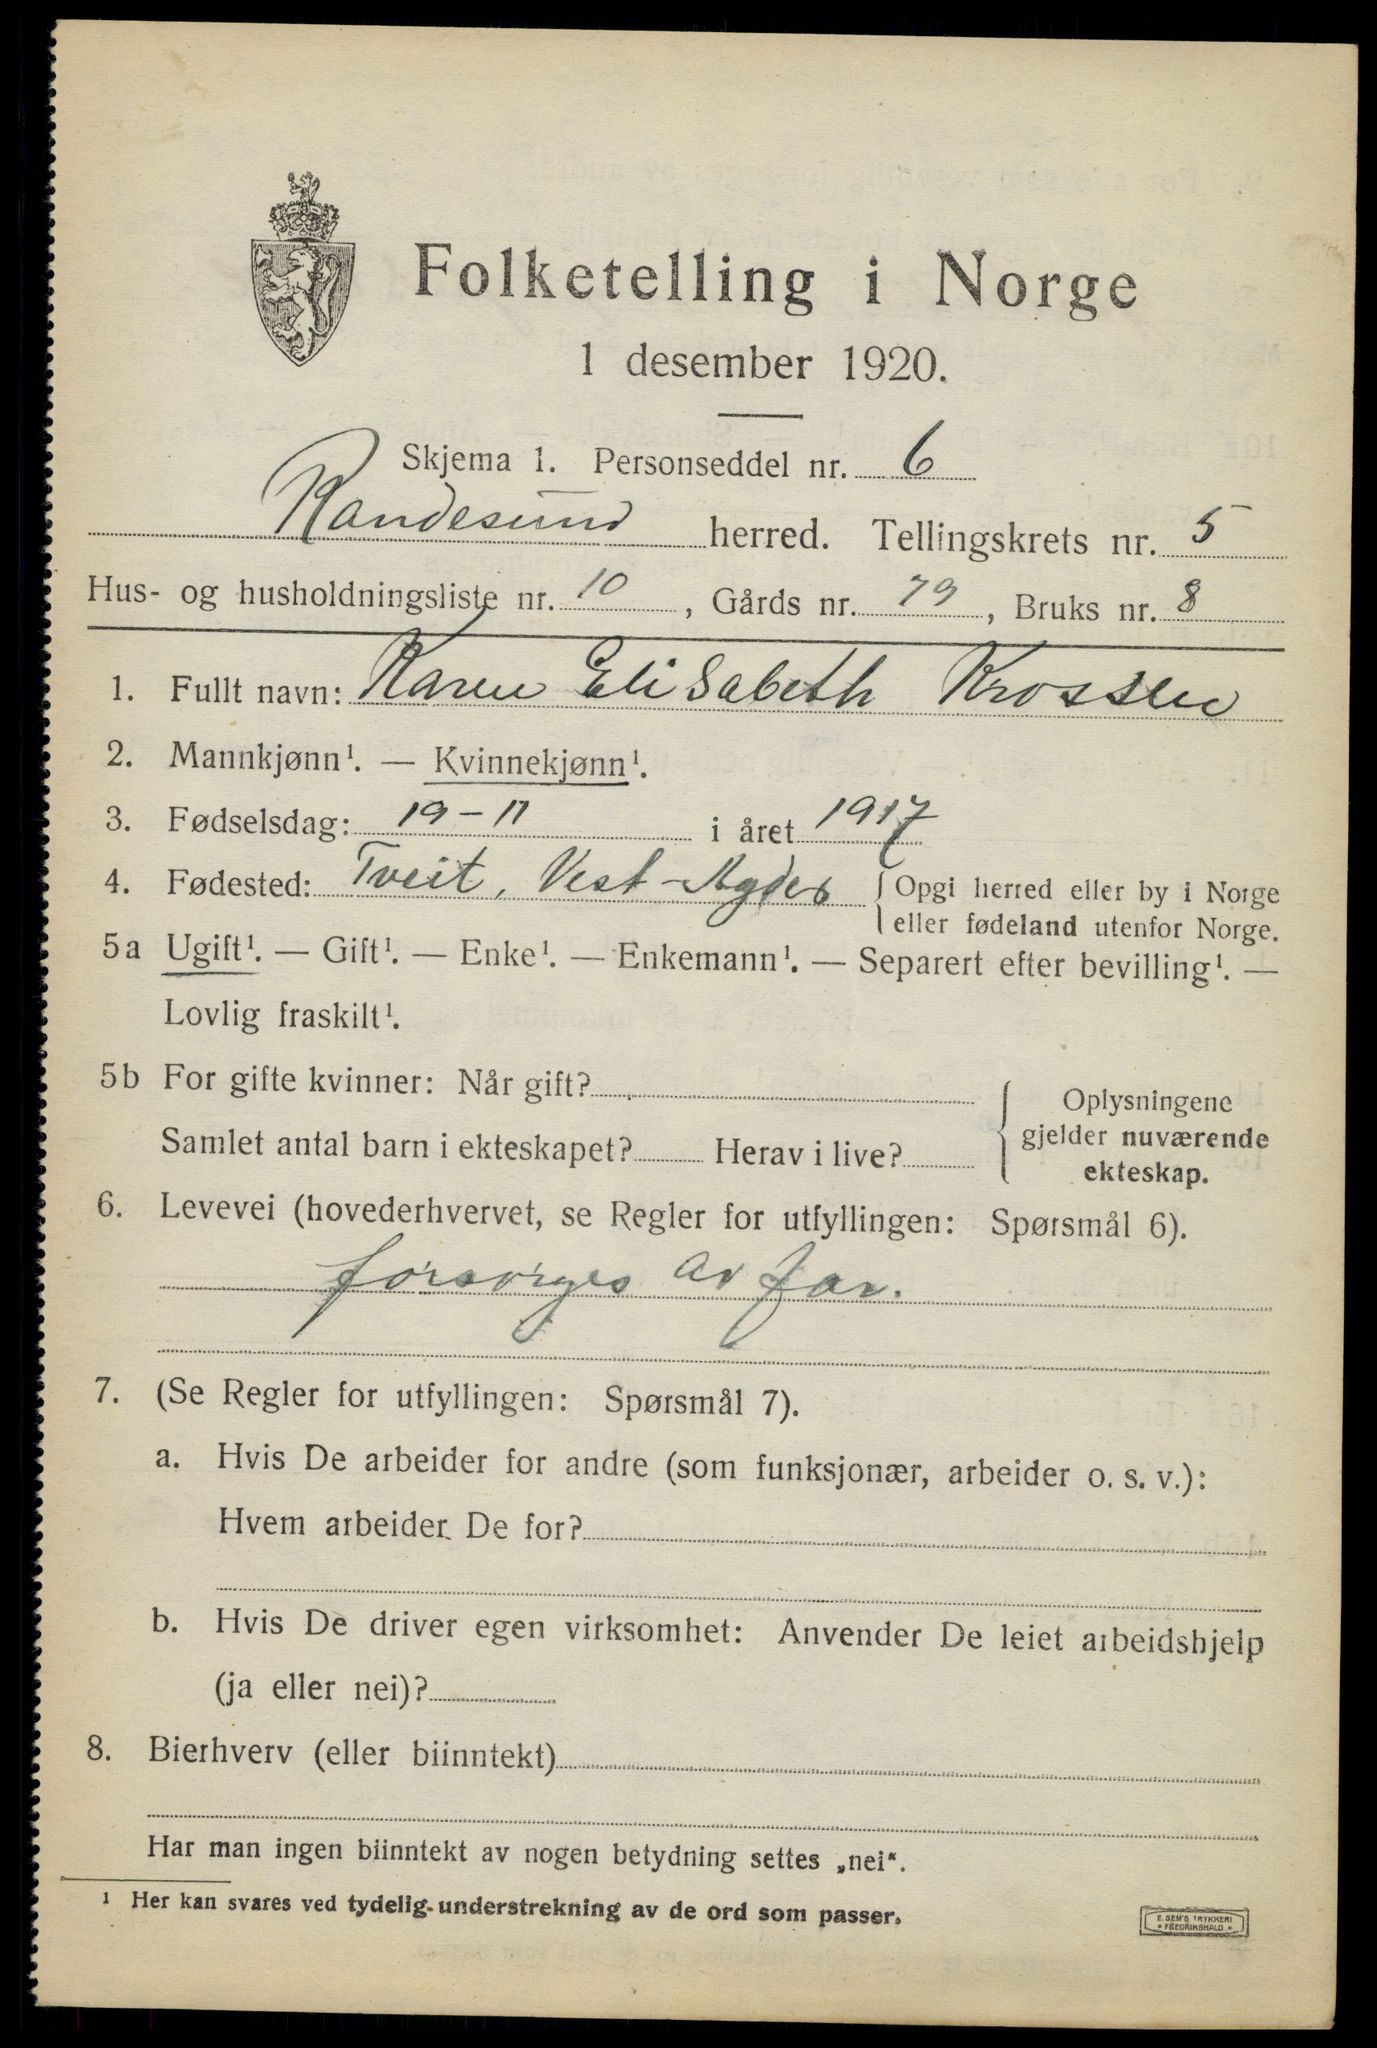 Folketelling i Norge
1 desember 1920.
Skjema 1. Personseddel nr. 6
Randesund herred. Tellingskrets nr. 5
Hus- og husholdningsliste nr. 10, Gårds nr. 79, Bruks nr. 8
1. Fullt navn: Karen Elisabeth
2. Mannkjønn¹. — Kvinnekjønn¹.
3. Fødselsdag: 19-11 i året 1917
4. Fødested: Tveit, Vest-Agder { Opgi herred eller by i Norge
eller fødeland utenfor Norge.
5a Ugift¹. — Gift¹. — Enke¹. — Enkemann¹. — Separert efter bevilling¹. —
Lovlig fraskilt¹.
5b For gifte kvinner: Når gift?
Samlet antal barn i ekteskapet? Herav i live?
{ Oplysningene
gjelder nuværende
ekteskap.
6. Levevei (hovederhvervet, se Regler for utfyllingen: Spørsmål 6).
forsørges av far.
7. (Se Regler for utfyllingen: Spørsmål 7).
a. Hvis De arbeider for andre (som funksjonær, arbeider o. s. v.):
Hvem arbeider De for?
b. Hvis De driver egen virksomhet: Anvender De leiet arbeidshjelp
(ja eller nei)?
8. Bierhverv (eller biinntekt)
Har man ingen biinntekt av nogen betydning settes „nei“.
¹ Her kan svares ved tydelig understrekning av de ord som passer.
E. SEM'S TRYKKERI
* FREDRIKSHALD *